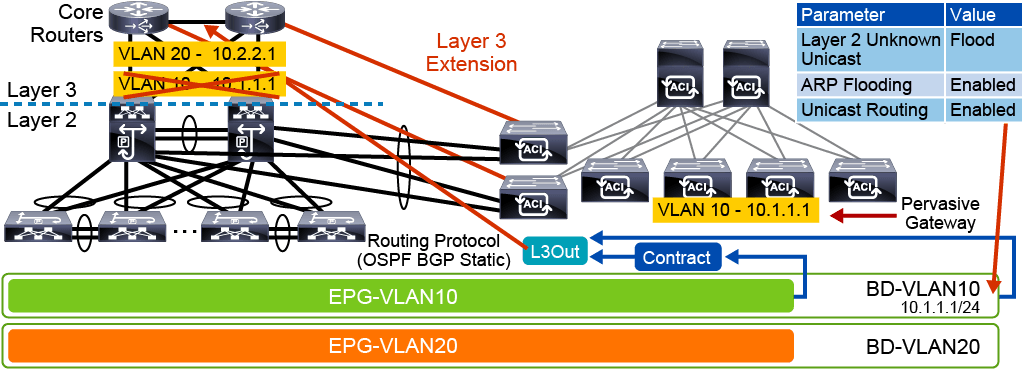 Core
Routers
VLAN 20 - 10.2.2.1
VLAN 10 - 10.1.1.1
Layer 3
Layer 2
Layer 3
Extension
Parameter Value
Layer 2 Unknown
Unicast
Flood
ARP Flooding Enabled
Unicast Routing Enabled
ACI ACI
ACI
ACI
ACI ACI ACI ACI
P P
VLAN 10 - 10.1.1.1
Pervasive
Gateway
...
Routing Protocol
(OSPF BGP Static)
L3Out
Contract
EPG-VLAN10
BD-VLAN10
10.1.1.1/24
EPG-VLAN20
BD-VLAN20